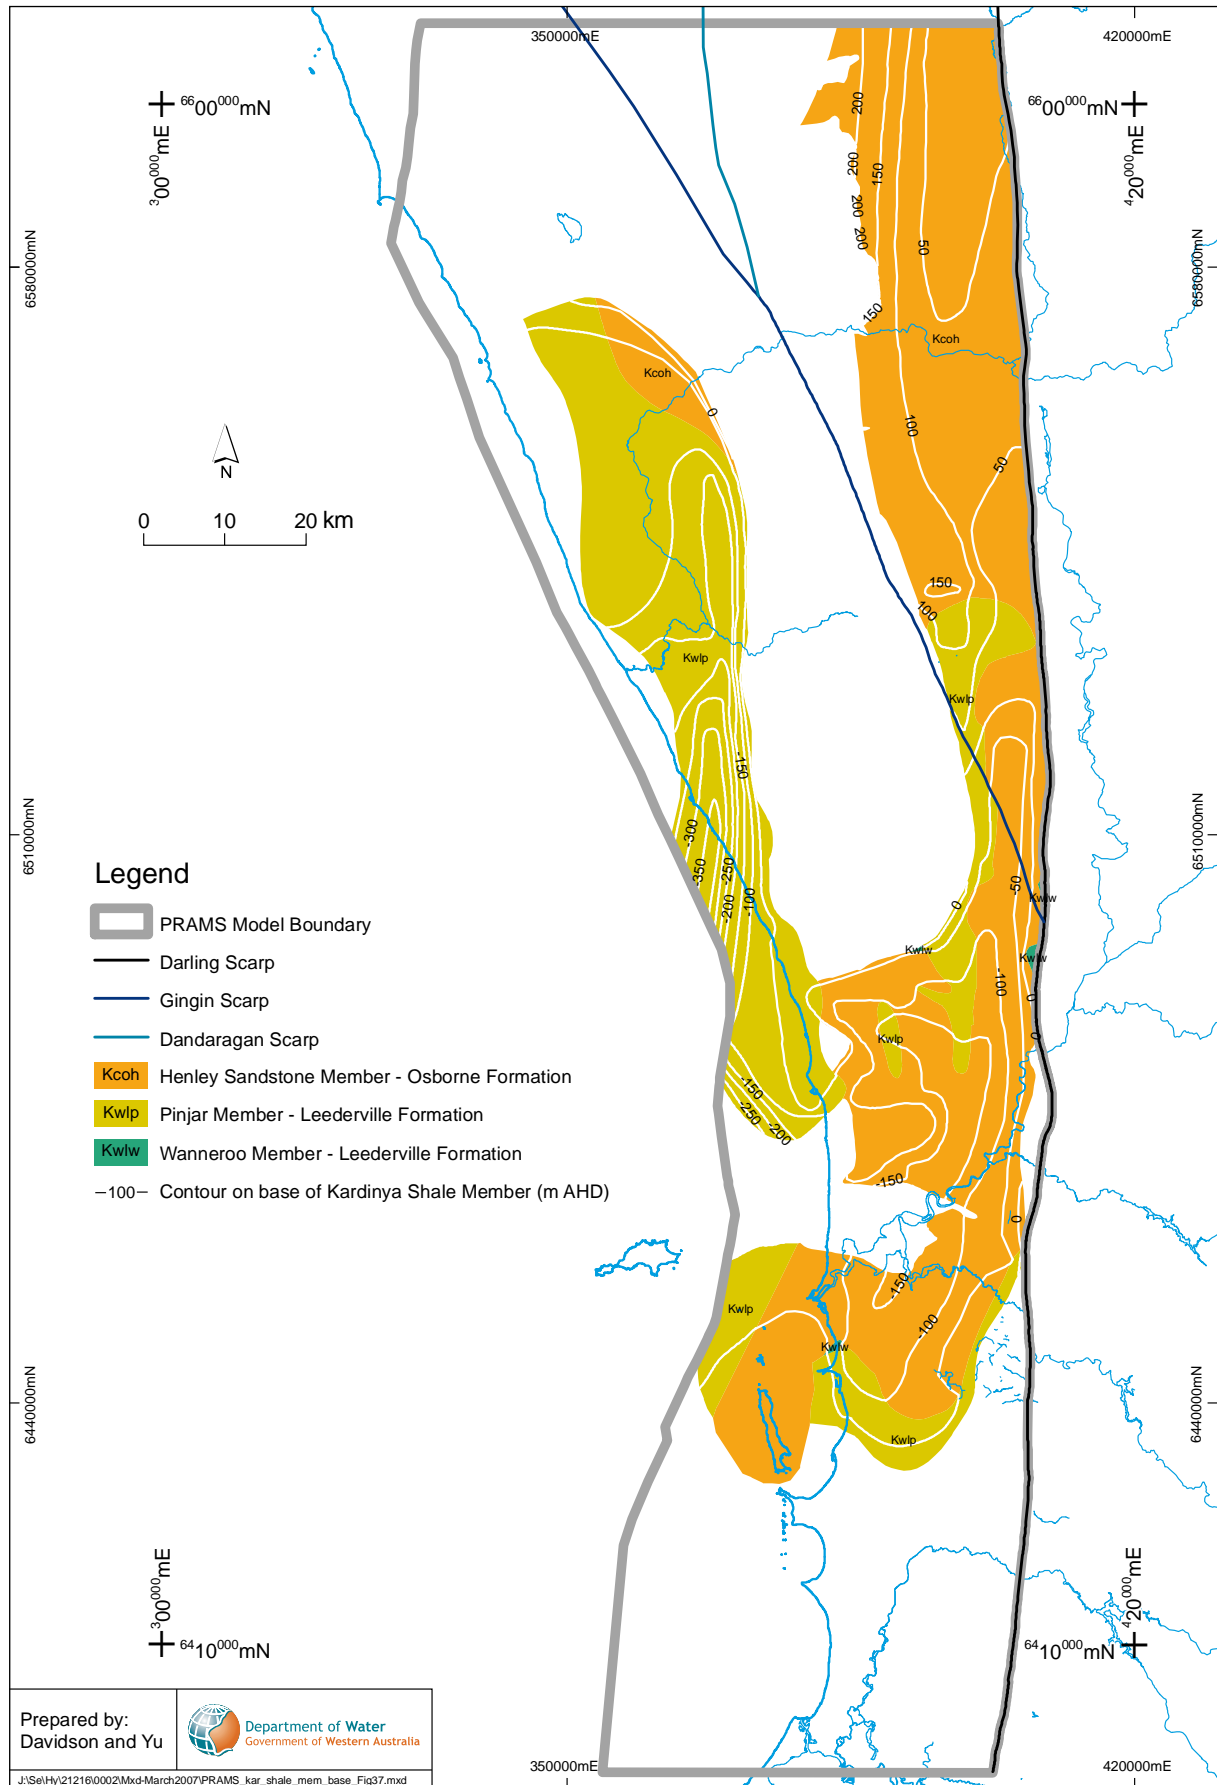 350000mE
420000mE
6600000mN
6600000mN
300000mE
420000mE
200
200
150
200
200
50
6580000mN
6580000mN
150
Kcoh
Kcoh
0
100
50
N
0 10 20 km
150
100
Kwlp
Kwlp
-150
6510000mN
6510000mN
-300
-350
-250
-200
-100
-50
0
Kwlw
Kwlw
Kwlw
-100
0
0
Kwlp
Legend
PRAMS Model Boundary
Darling Scarp
Gingin Scarp
Dandaragan Scarp
Kcoh Henley Sandstone Member - Osborne Formation
Kwlp Pinjar Member - Leederville Formation
Kwlw Wanneroo Member - Leederville Formation
–100– Contour on base of Kardinya Shale Member (m AHD)
-150
-250
-200
-150
0
-150
Kwlp
-100
Kwlw
6440000mN
6440000mN
Kwlp
300000mE
420000mE
6410000mN
6410000mN
Prepared by:
Davidson and Yu
Department of Water
Government of Western Australia
350000mE
420000mE
J:\Se\Hy\21216\0002\Mxd-March2007\PRAMS_kar_shale_mem_base_Fig37.mxd